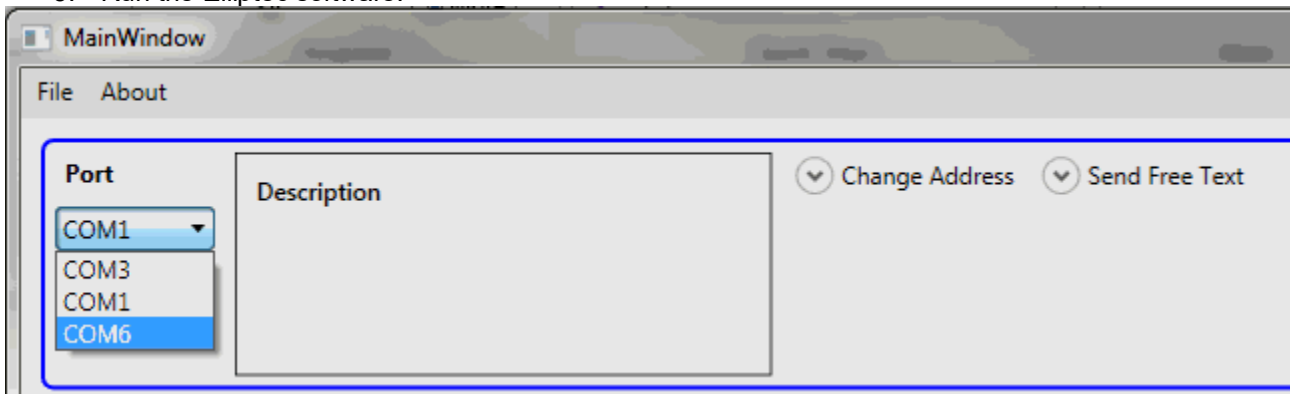 MainWindow
File About
Port
Description
Change Address
Send Free Text
COM1
COM3
COM1
COM6